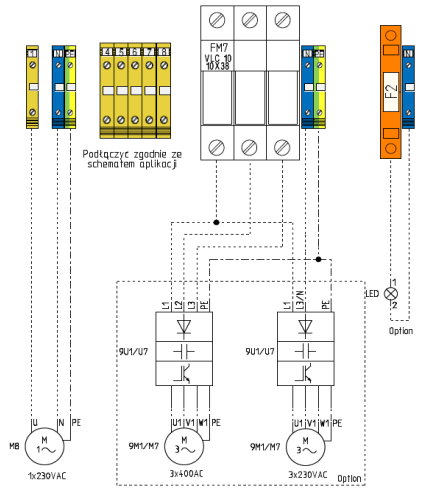 1
N
PE
4 5 6 7 8
FM7
VLC 10
10X38
N
PE
F2
N
Podłączyć zgodnie ze
schematem aplikacji
L1
L2
L3
PE
L1
L3/N
PE
LED
1
2
Option
9U1/U7
9U1/U7
U
N
PE
U1
V1
W1
PE
U1
V1
W1
PE
M8
M
1~
9M1/M7
M
3~
9M1/M7
M
3~
1x230VAC
3x400AC
3x230VAC
Option